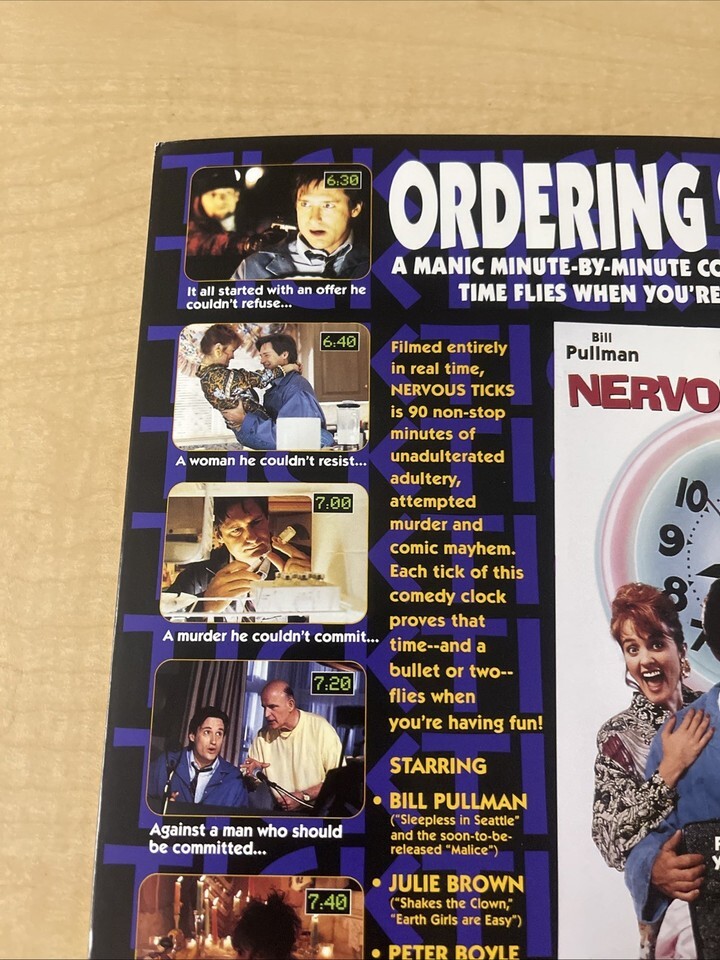 ORDERING
A MANIC MINUTE-BY-MINUTE
TIME FLIES WHEN YOU'RE
6:30
It all started with an offer he
couldn't refuse...
6:40
A woman he couldn't resist...
7:00
A murder he couldn't commit...
7:20
Against a man who should
be committed...
7:40
Filmed entirely
in real time,
NERVOUS TICKS
is 90 non-stop
minutes of
unadulterated
adultery,
attempted
murder and
comic mayhem.
Each tick of this
comedy clock
proves that
time--and a
bullet or two--
flies when
you're having fun!
STARRING
• BILL PULLMAN
("Sleepless in Seattle"
and the soon-to-be-
released "Malice")
• JULIE BROWN
("Shakes the Clown,"
"Earth Girls are Easy")
• PETER BOYLE
Bill
Pullman
NERVO
10
9
8
7